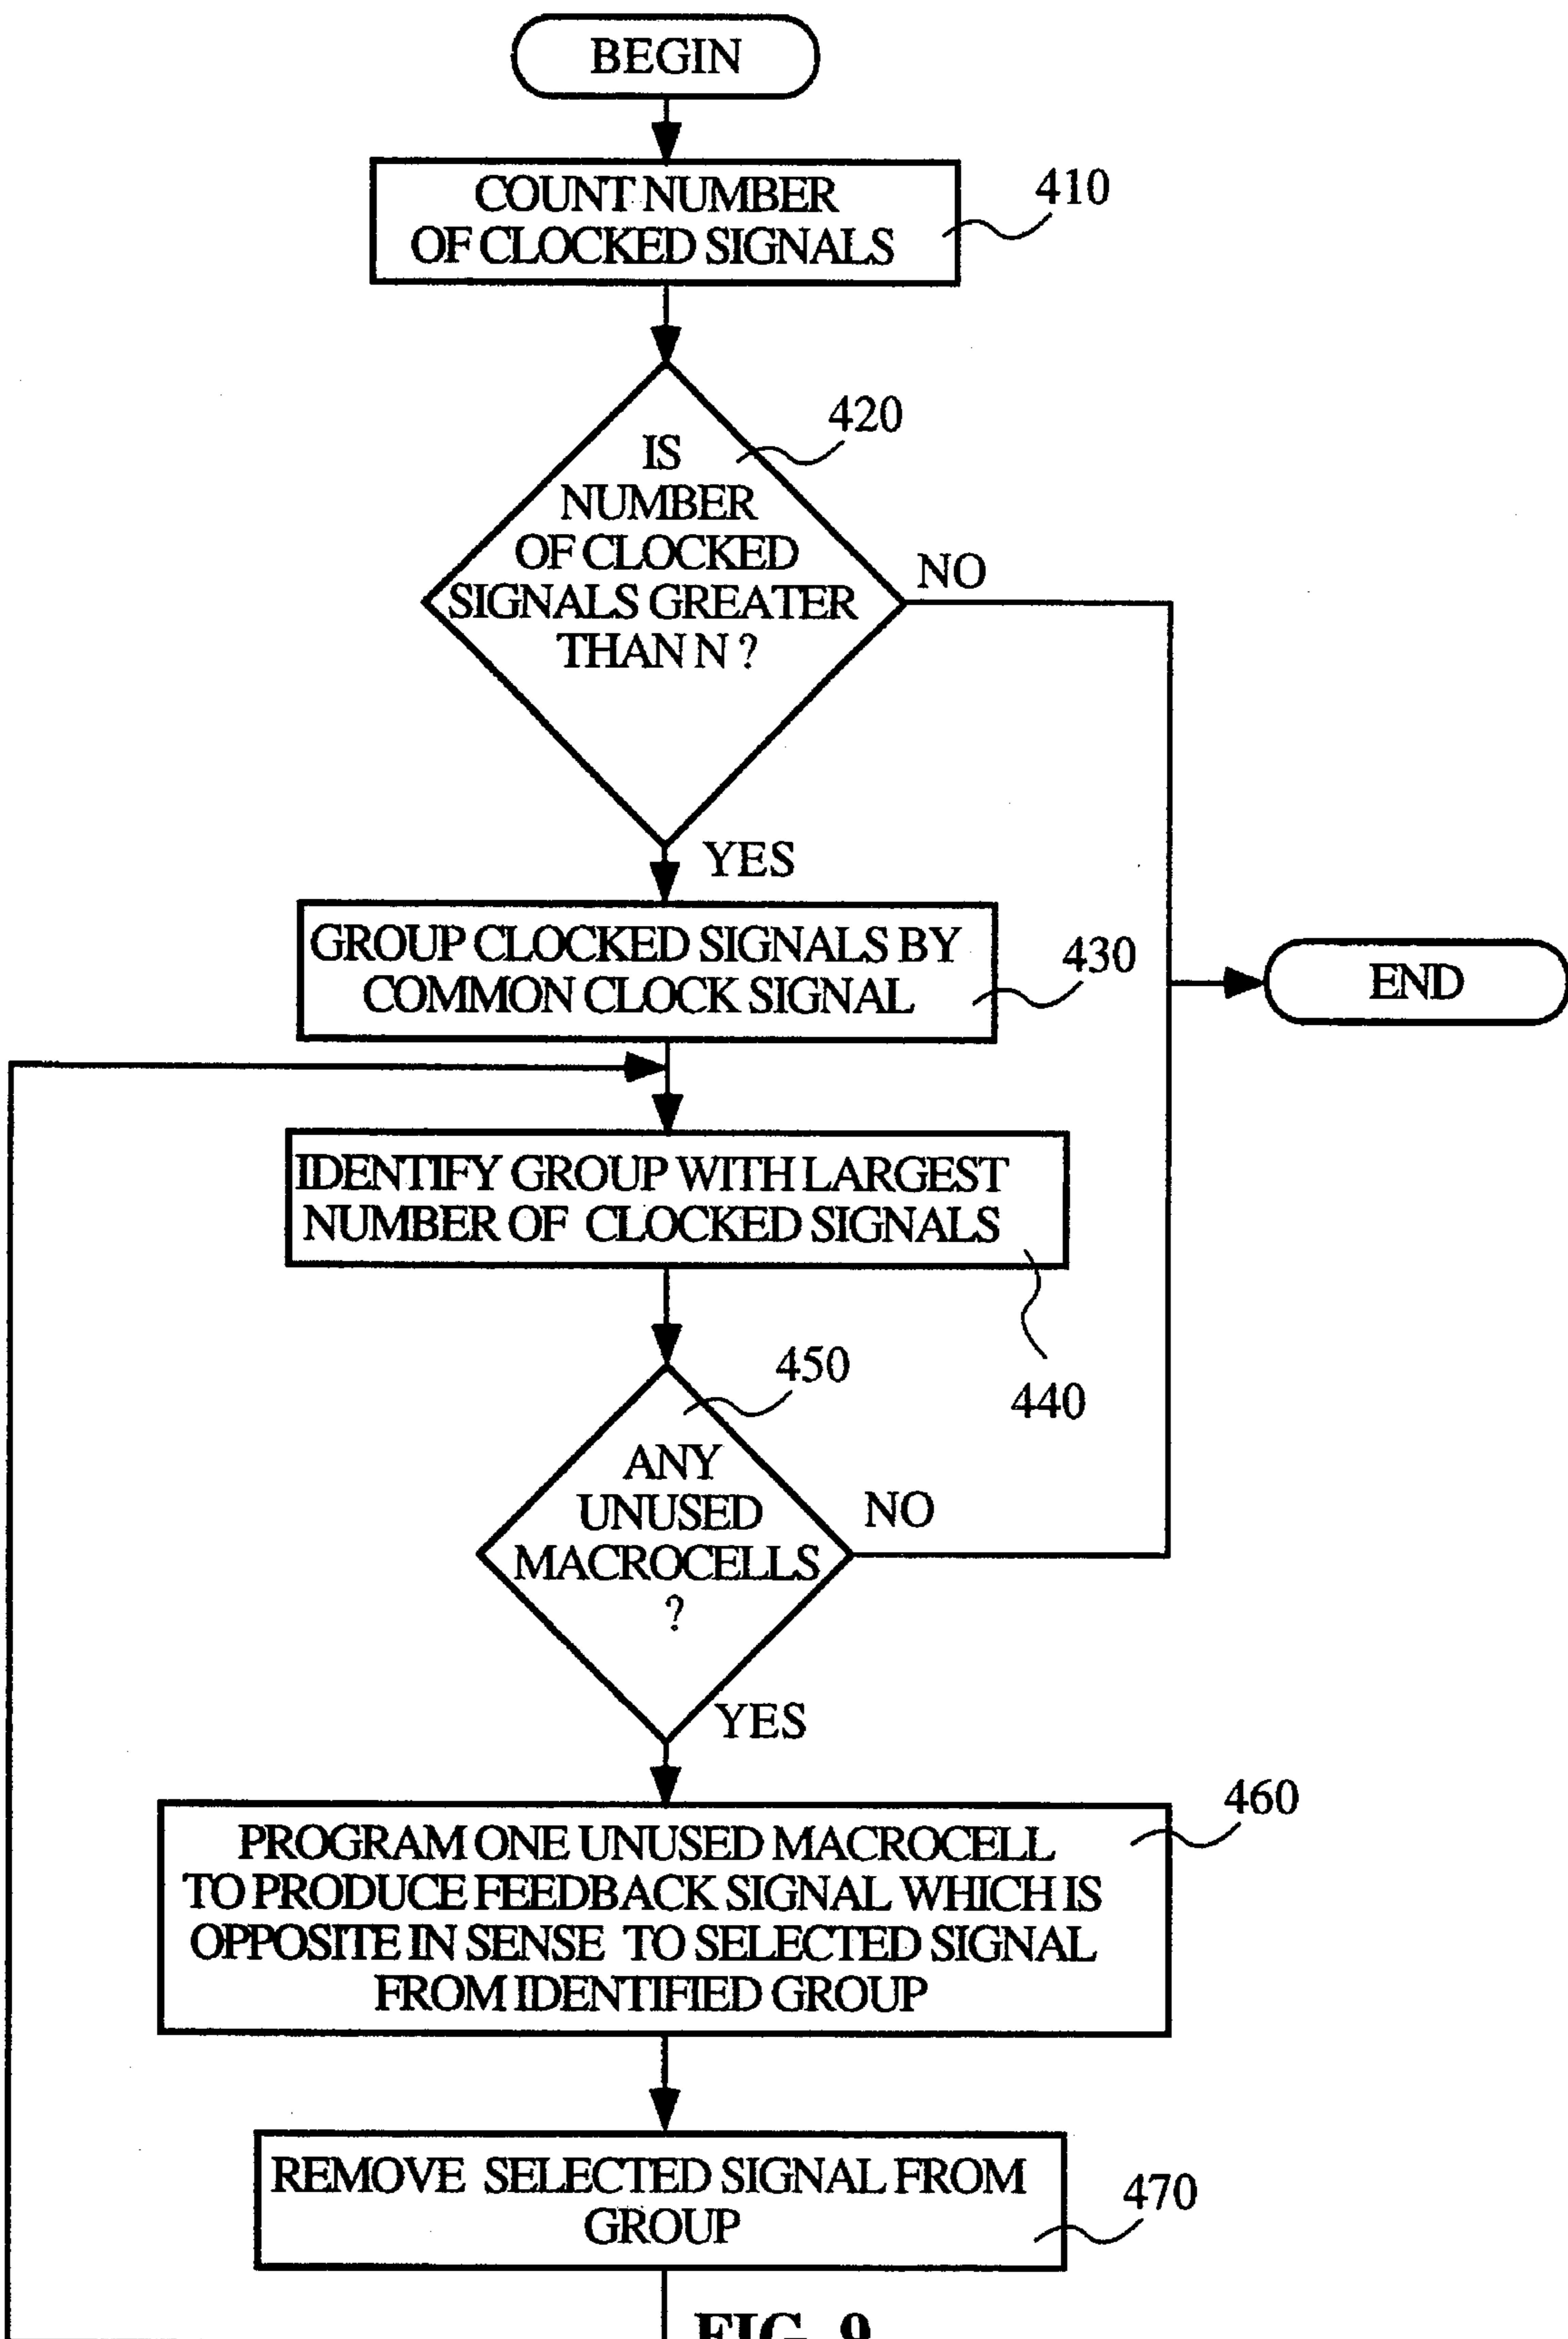 BEGIN
COUNT NUMBER
OF CLOCKED SIGNALS
410
420
IS
NUMBER
OF CLOCKED
SIGNALS GREATER
THAN N ?
NO
YES
GROUP CLOCKED SIGNALS BY
COMMON CLOCK SIGNAL
430
END
IDENTIFY GROUP WITH LARGEST
NUMBER OF CLOCKED SIGNALS
440
450
ANY
UNUSED
MACROCELLS
?
NO
YES
460
PROGRAM ONE UNUSED MACROCELL
TO PRODUCE FEEDBACK SIGNAL WHICH IS
OPPOSITE IN SENSE TO SELECTED SIGNAL
FROM IDENTIFIED GROUP
REMOVE SELECTED SIGNAL FROM
GROUP
470
FIG. 9